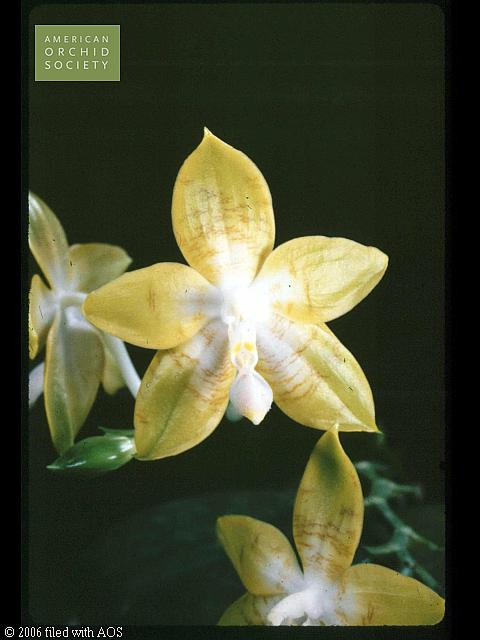 AMERICAN
ORCHID
SOCIETY
© 2006 filed with AOS